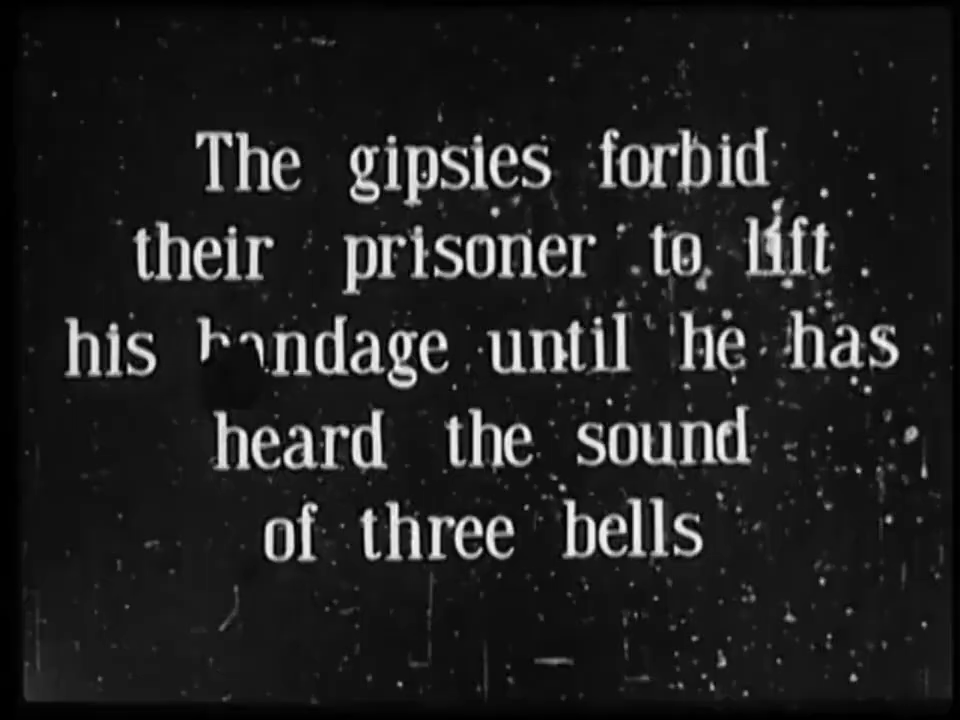 The gipsies forbid
their prisoner to lift
his bandage until he has
heard the sound
of three bells